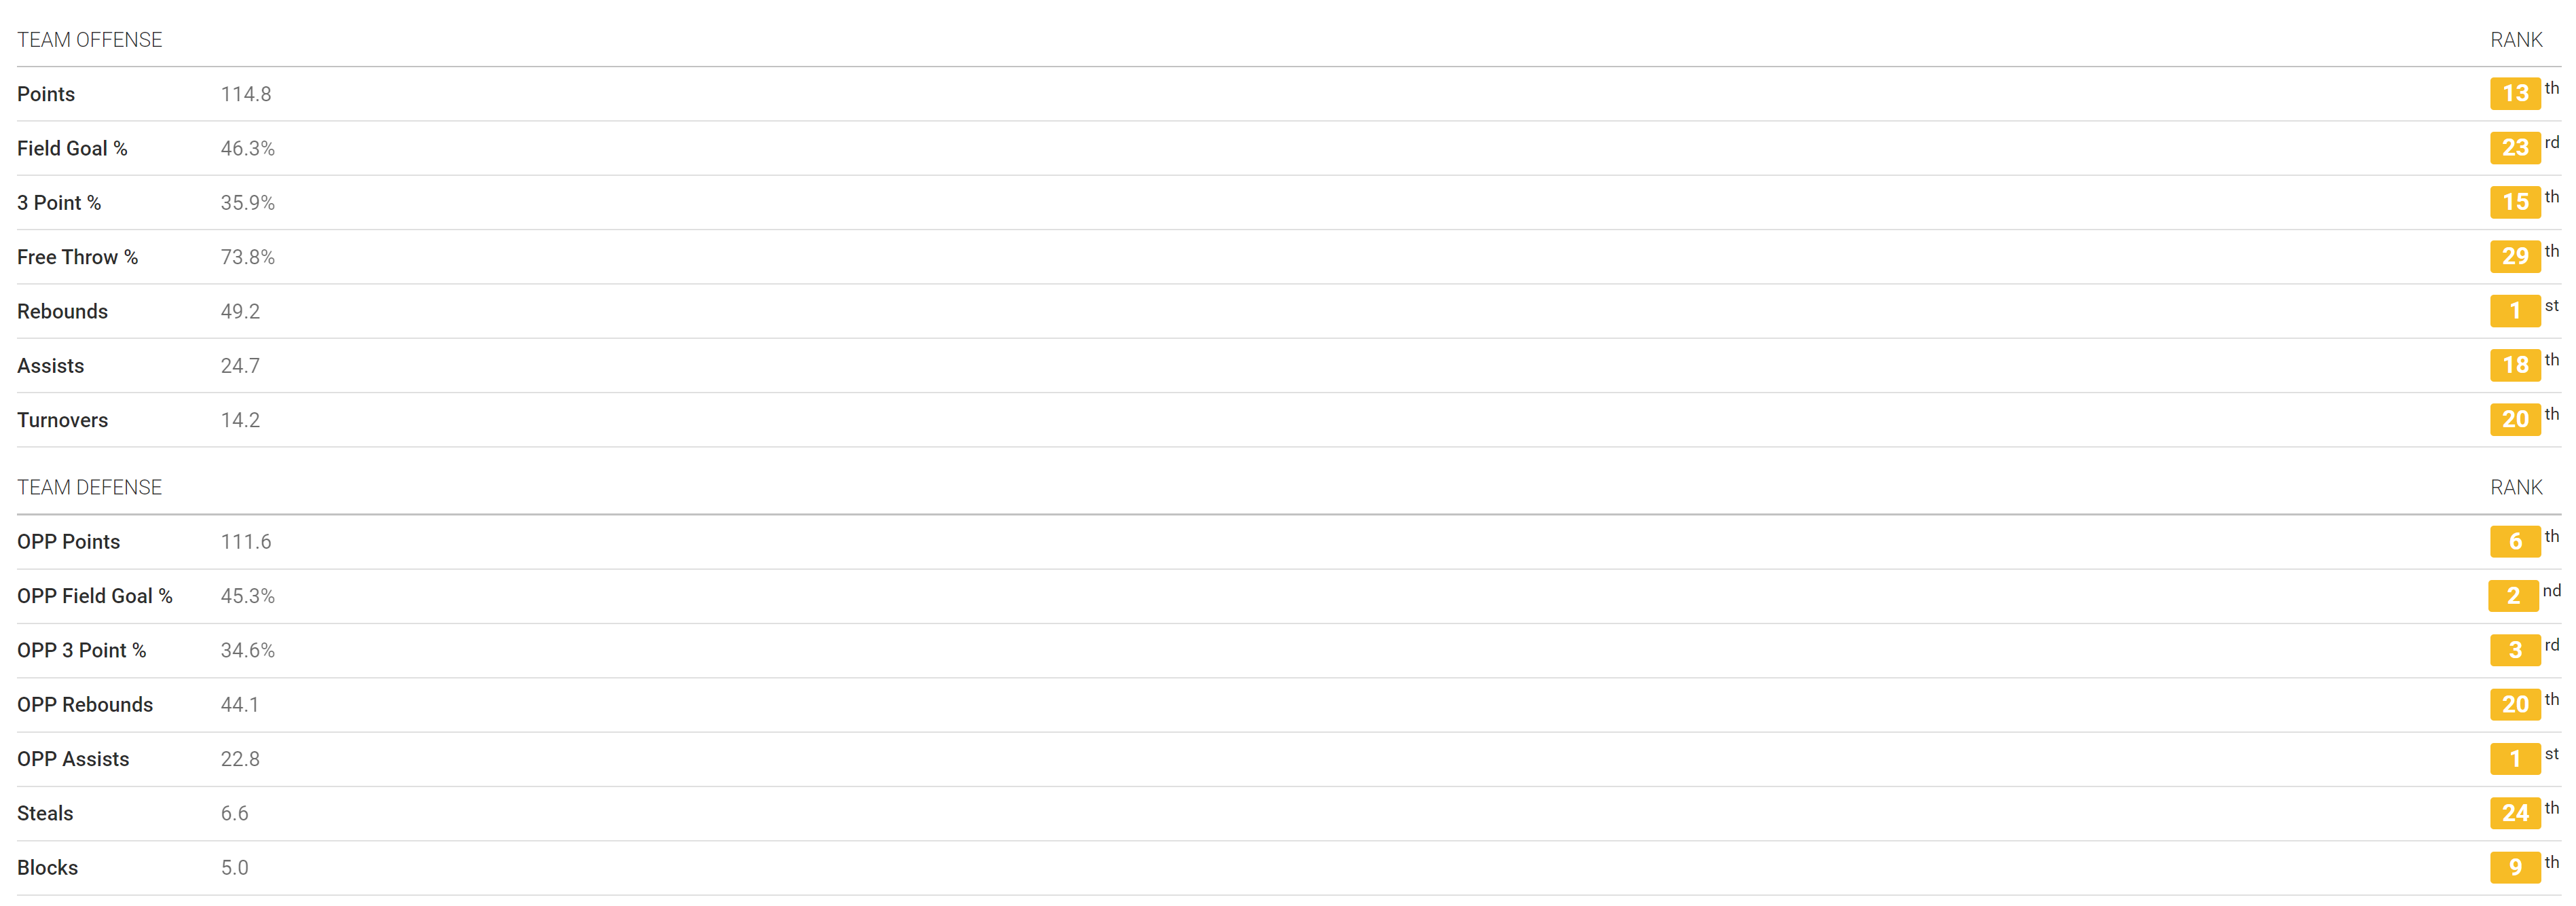 TEAM OFFENSE RANK
Points 114.8 13 th
Field Goal % 46.3% 23 rd
3 Point % 35.9% 15 th
Free Throw % 73.8% 29 th
Rebounds 49.2 1 st
Assists 24.7 18 th
Turnovers 14.2 20 th
TEAM DEFENSE RANK
OPP Points 111.6 6 th
OPP Field Goal % 45.3% 2 nd
OPP 3 Point % 34.6% 3 rd
OPP Rebounds 44.1 20 th
OPP Assists 22.8 1 st
Steals 6.6 24 th
Blocks 5.0 9 th